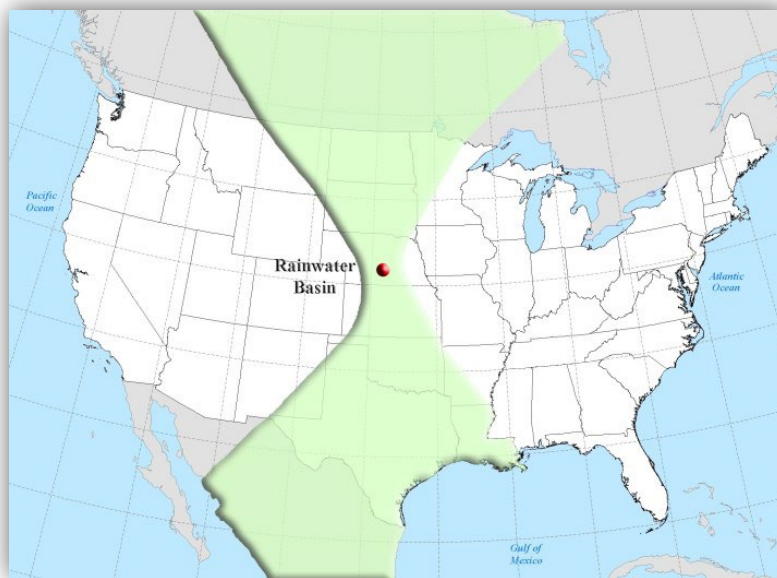 Pacific
Ocean
Rainwater
Basin
Atlantic
Ocean
Gulf of
Mexico